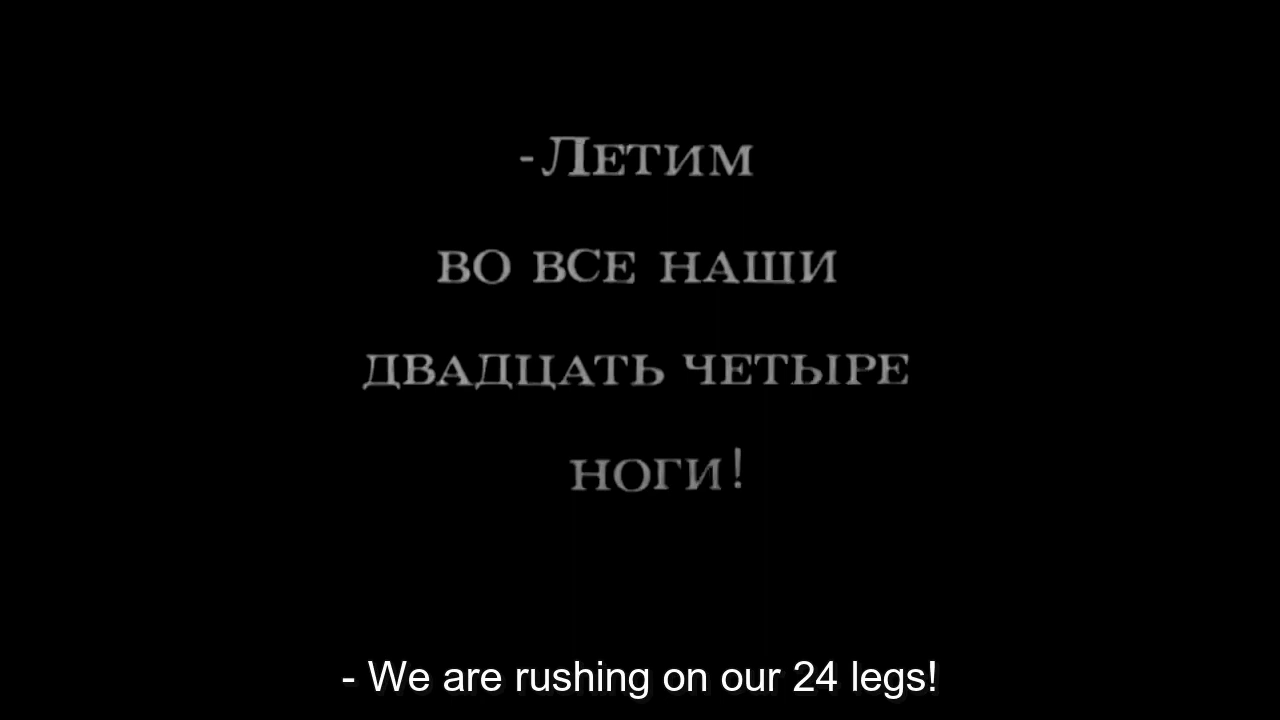 -Летим
во все наши
двадцать четыре
ноги!
- We are rushing on our 24 legs!